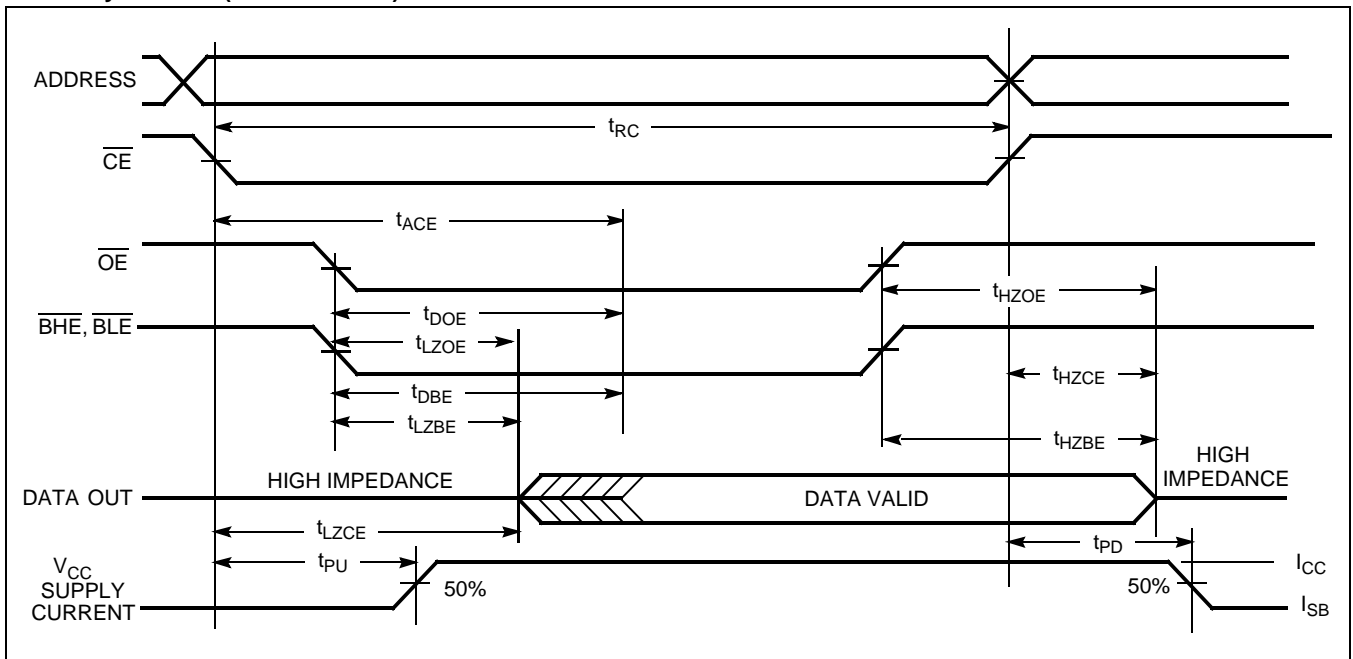 ADDRESS
tRC
CE
tACE
OE
tHZOE
tDOE
BHE, BLE
tLZOE
tHZCE
tDBE
tLZBE
tHZBE
HIGH IMPEDANCE
HIGH
IMPEDANCE
DATA OUT
DATA VALID
tLZCE
tPD
VCC
SUPPLY
CURRENT
tPU
50%
50%
ICC
ISB